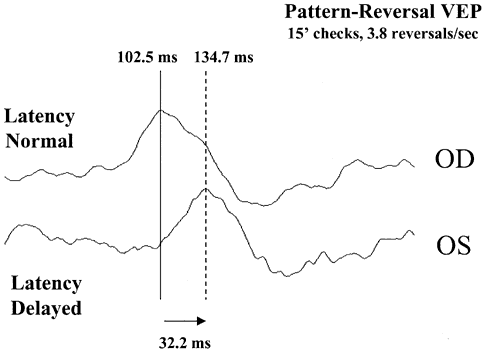 Pattern-Reversal VEP
15’ checks, 3.8 reversals/sec
102.5 ms
134.7 ms
Latency
Normal
OD
OS
Latency
Delayed
32.2 ms